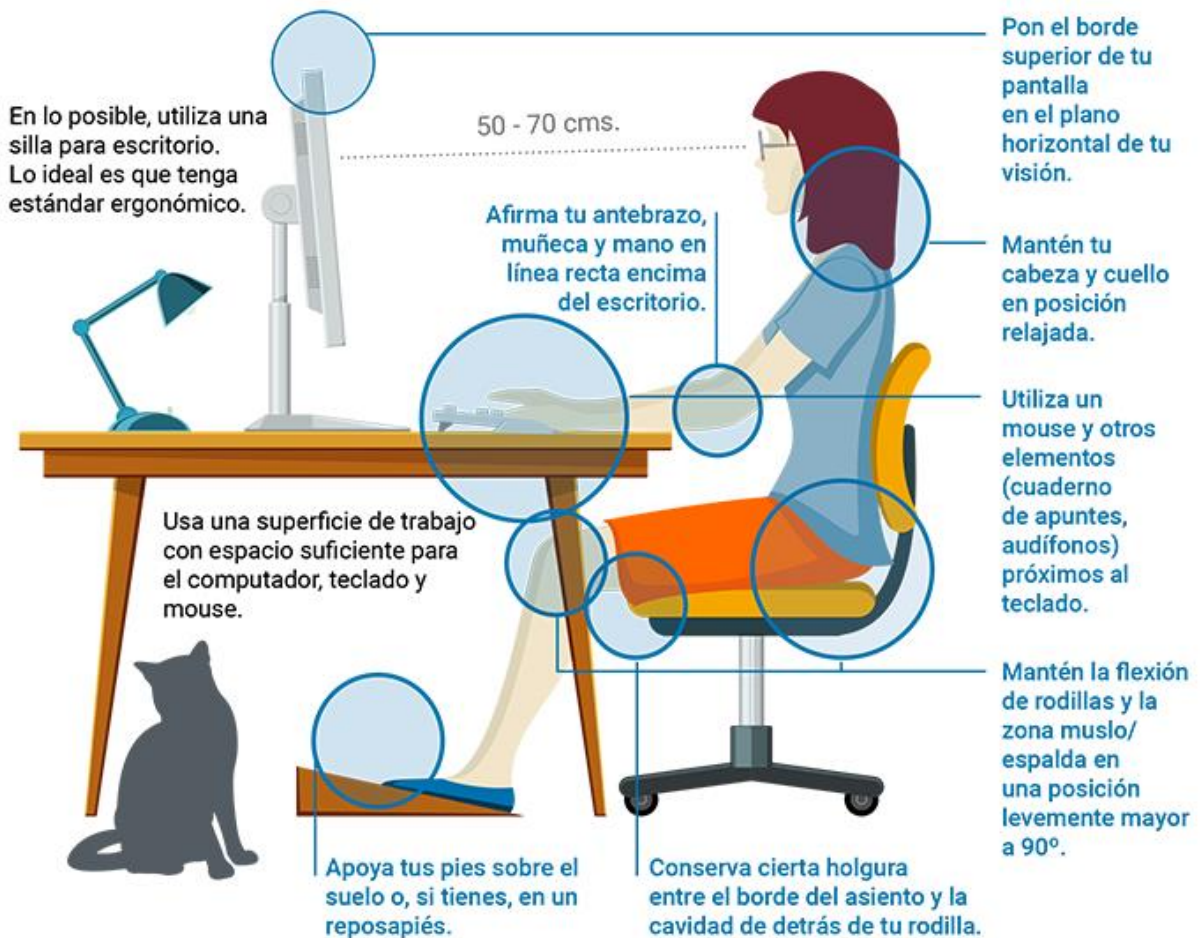 En lo posible, utiliza una
silla para escritorio.
Lo ideal es que tenga
estándar ergonómico.
50 - 70 cms.
Pon el borde
superior de tu
pantalla
en el plano
horizontal de tu
visión.
Afirma tu antebrazo,
muñeca y mano en
línea recta encima
del escritorio.
Mantén tu
cabeza y cuello
en posición
relajada.
Utiliza un
mouse y otros
elementos
(cuaderno
de apuntes,
audífonos)
próximos al
teclado.
Usa una superficie de trabajo
con espacio suficiente para
el computador, teclado y
mouse.
Mantén la flexión
de rodillas y la
zona muslo/
espalda en
una posición
levemente mayor
a 90º.
Apoya tus pies sobre el
suelo o, si tienes, en un
reposapiés.
Conserva cierta holgura
entre el borde del asiento y la
cavidad de detrás de tu rodilla.